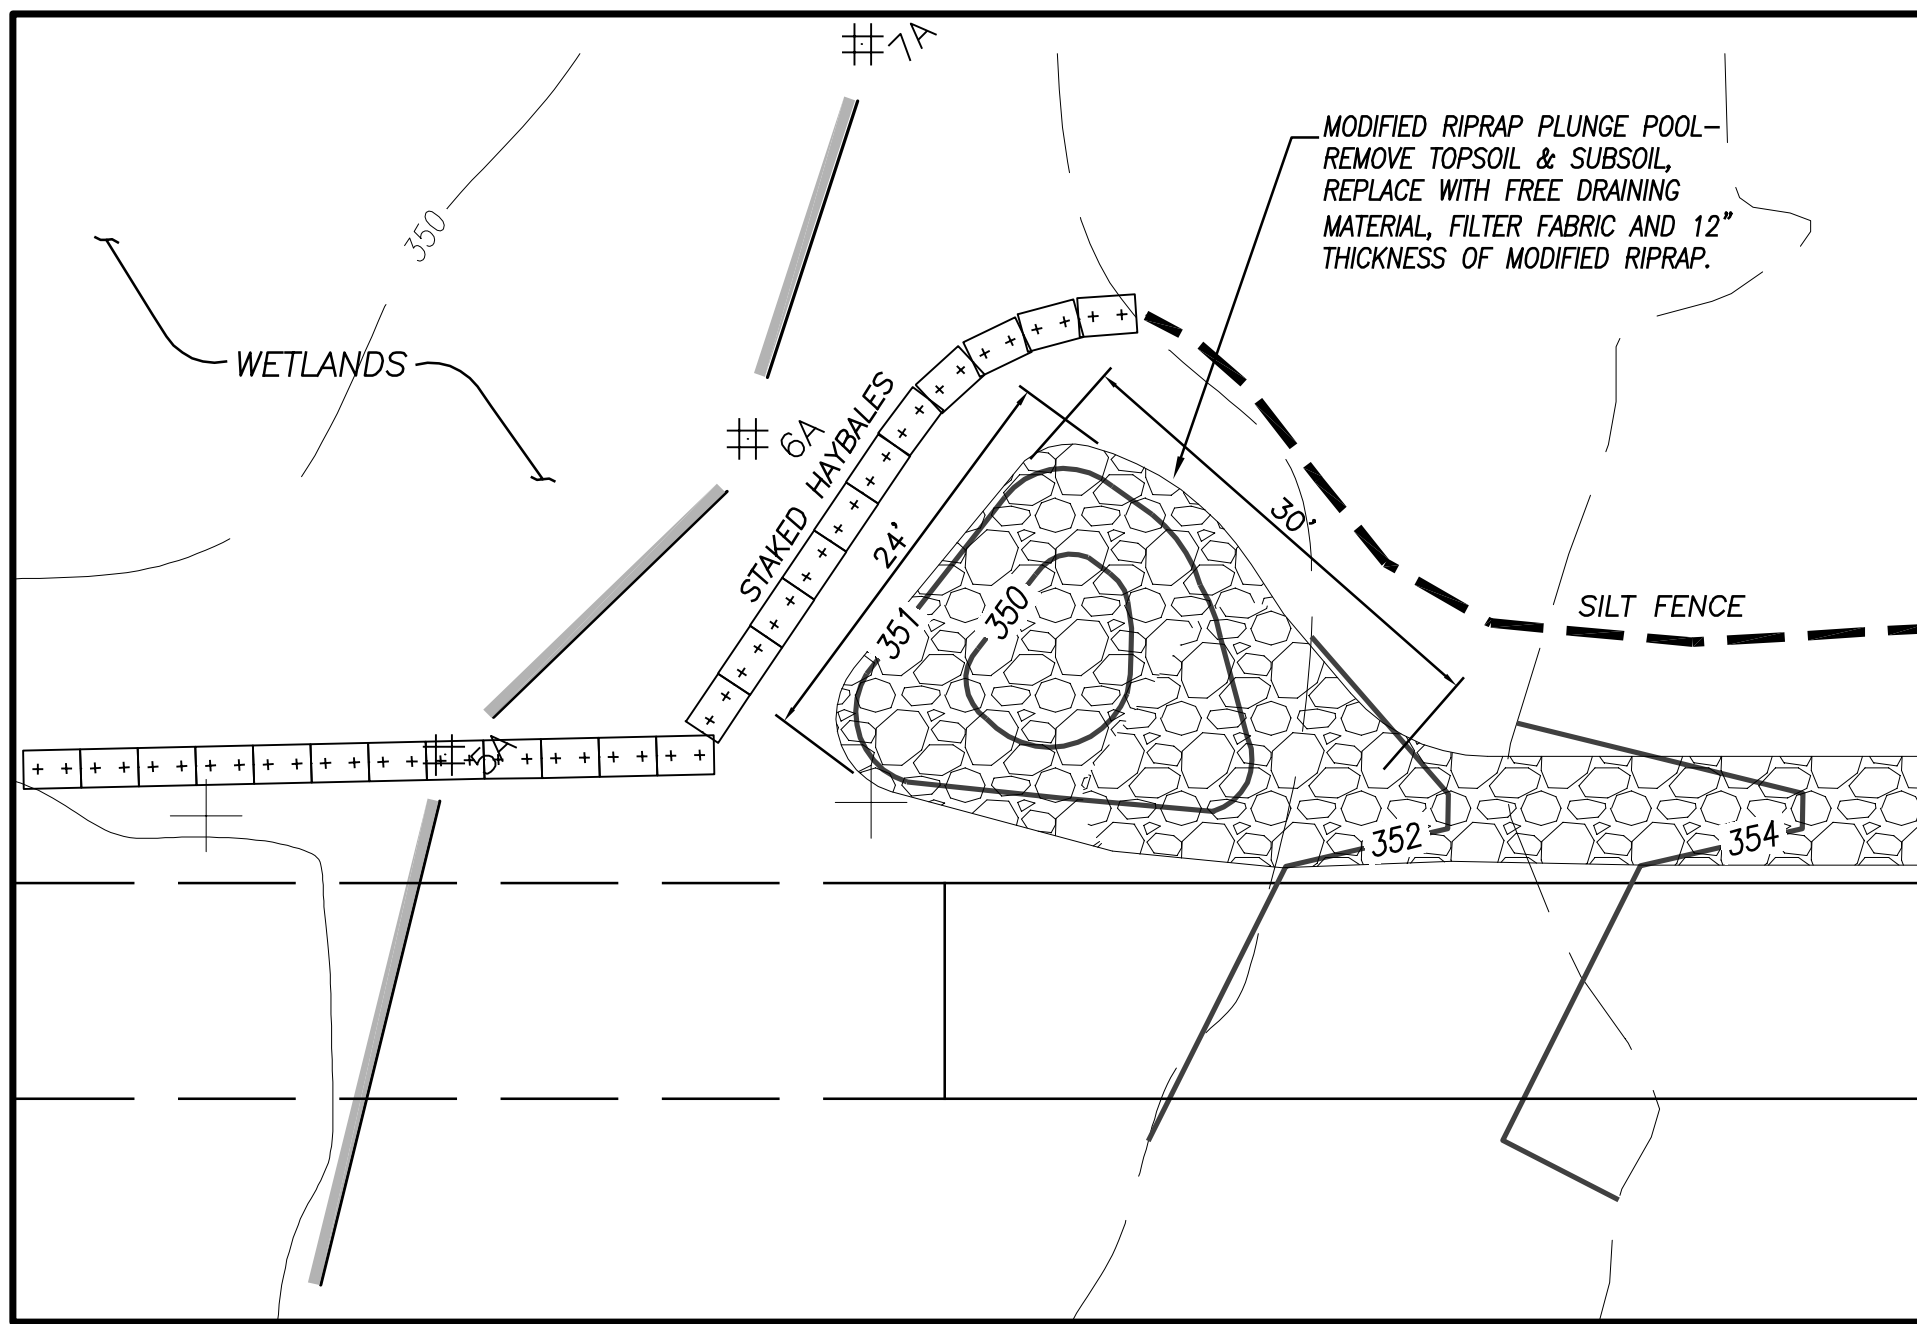 #7A
MODIFIED RIPRAP PLUNGE POOL-
REMOVE TOPSOIL & SUBSOIL,
REPLACE WITH FREE DRAINING
MATERIAL, FILTER FABRIC AND 12"
THICKNESS OF MODIFIED RIPRAP.
350
WETLANDS
#6A
STAKED HAYBALES
24'
30'
351
350
SILT FENCE
#5A
352
354